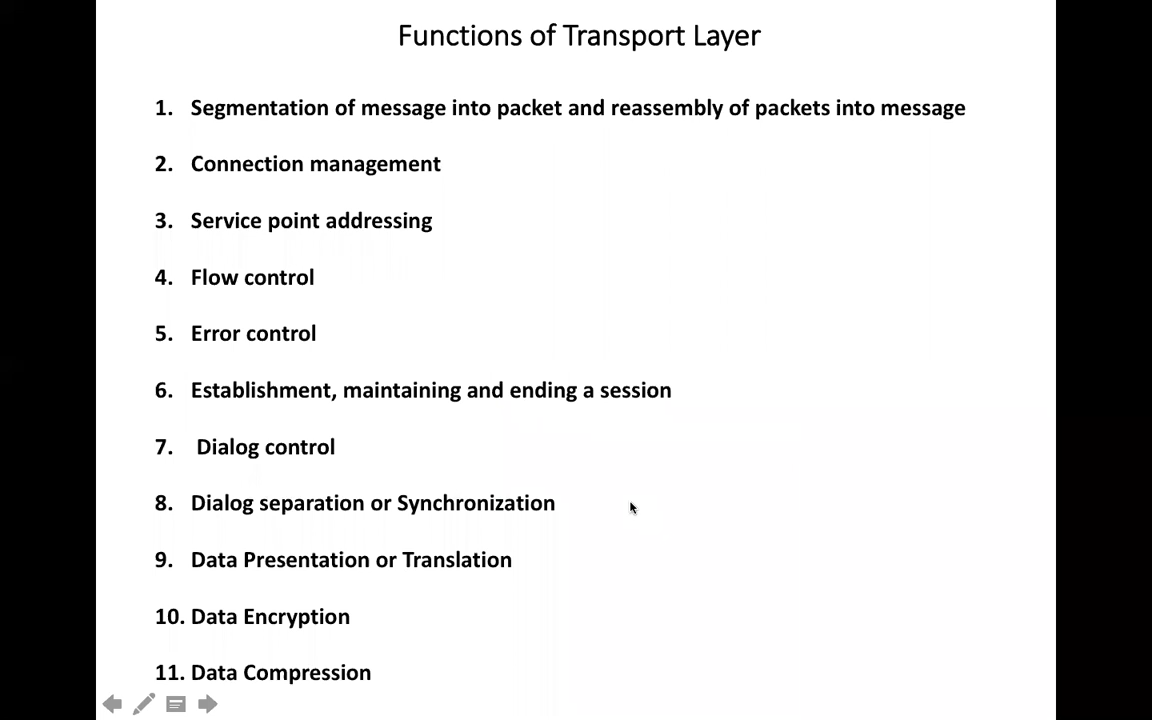 Functions of Transport Layer
1. Segmentation of message into packet and reassembly of packets into message
2. Connection management
3. Service point addressing
4. Flow control
5. Error control
6. Establishment, maintaining and ending a session
7. Dialog control
8. Dialog separation or Synchronization
9. Data Presentation or Translation
10. Data Encryption
11. Data Compression